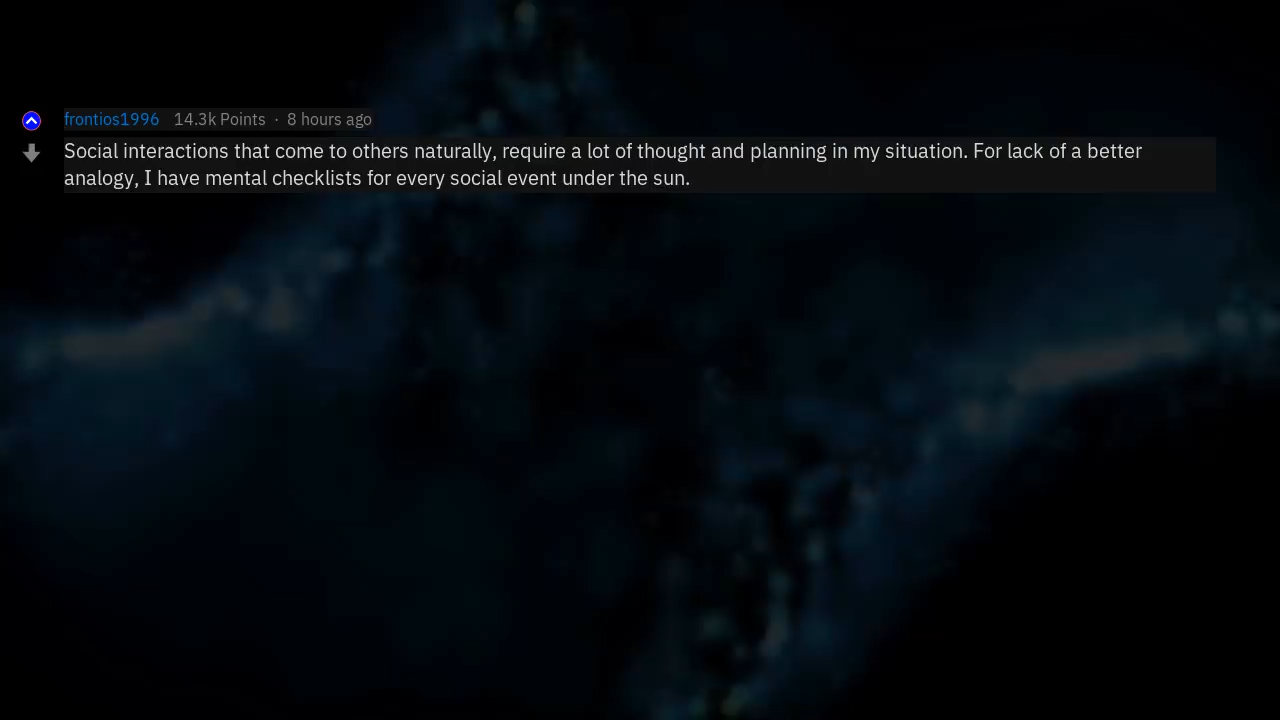 frontios1996 14.3k Points · 8 hours ago
Social interactions that come to others naturally, require a lot of thought and planning in my situation. For lack of a better
analogy, I have mental checklists for every social event under the sun.